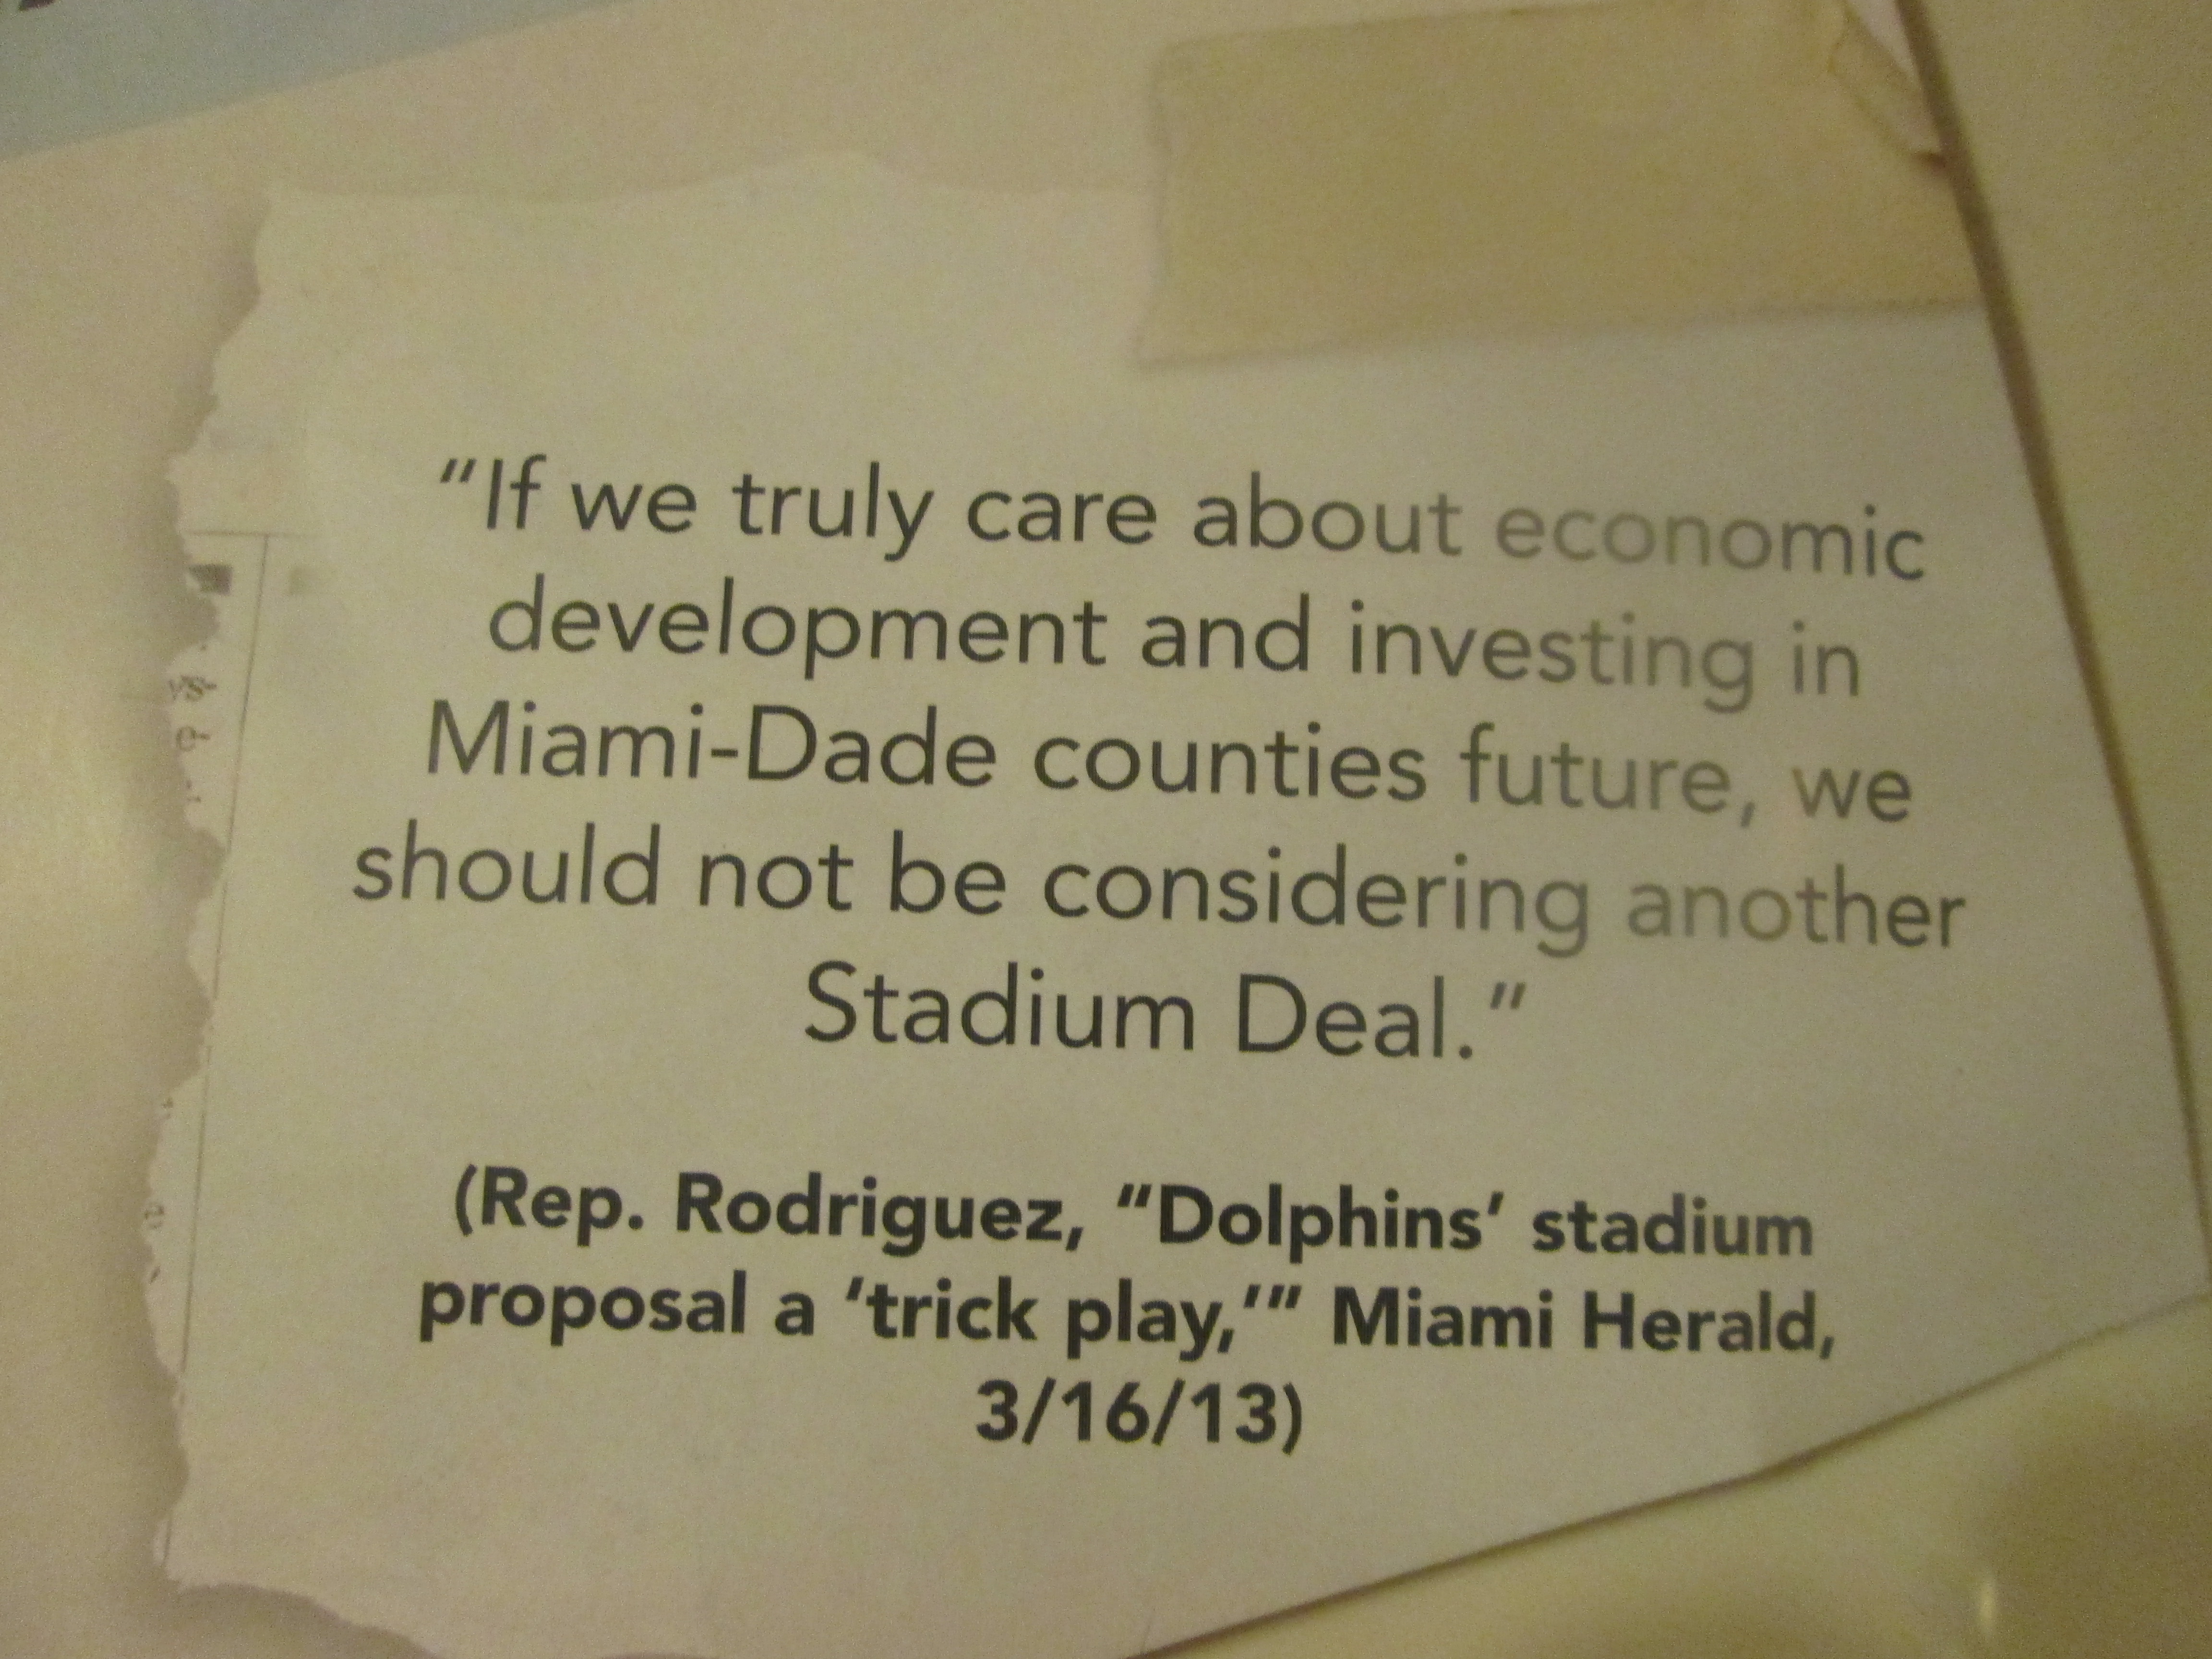 “If we truly care about economic
development and investing in
Miami-Dade counties future, we
should not be considering another
Stadium Deal.”
(Rep. Rodriguez, “Dolphins’ stadium
proposal a ‘trick play,’” Miami Herald,
3/16/13)